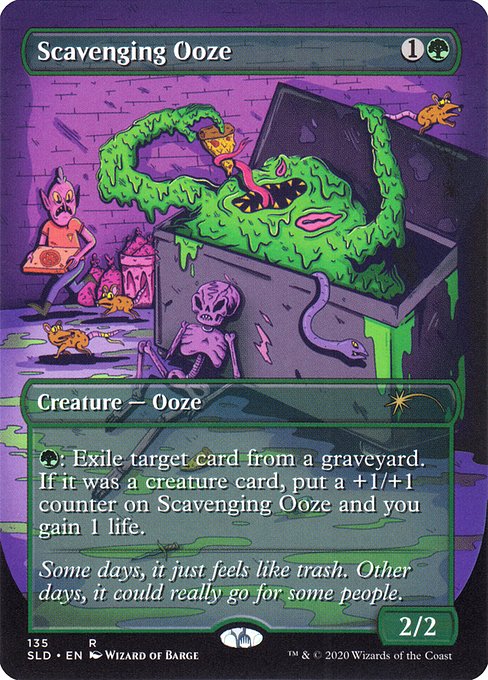 Scavenging Ooze 1
Creature — Ooze
: Exile target card from a graveyard.
If it was a creature card, put a +1/+1
counter on Scavenging Ooze and you
gain 1 life.
Some days, it just feels like trash. Other
days, it could really go for some people.
2/2
135 R
SLD • EN Wizard of Barge ™ & © 2020 Wizards of the Coast